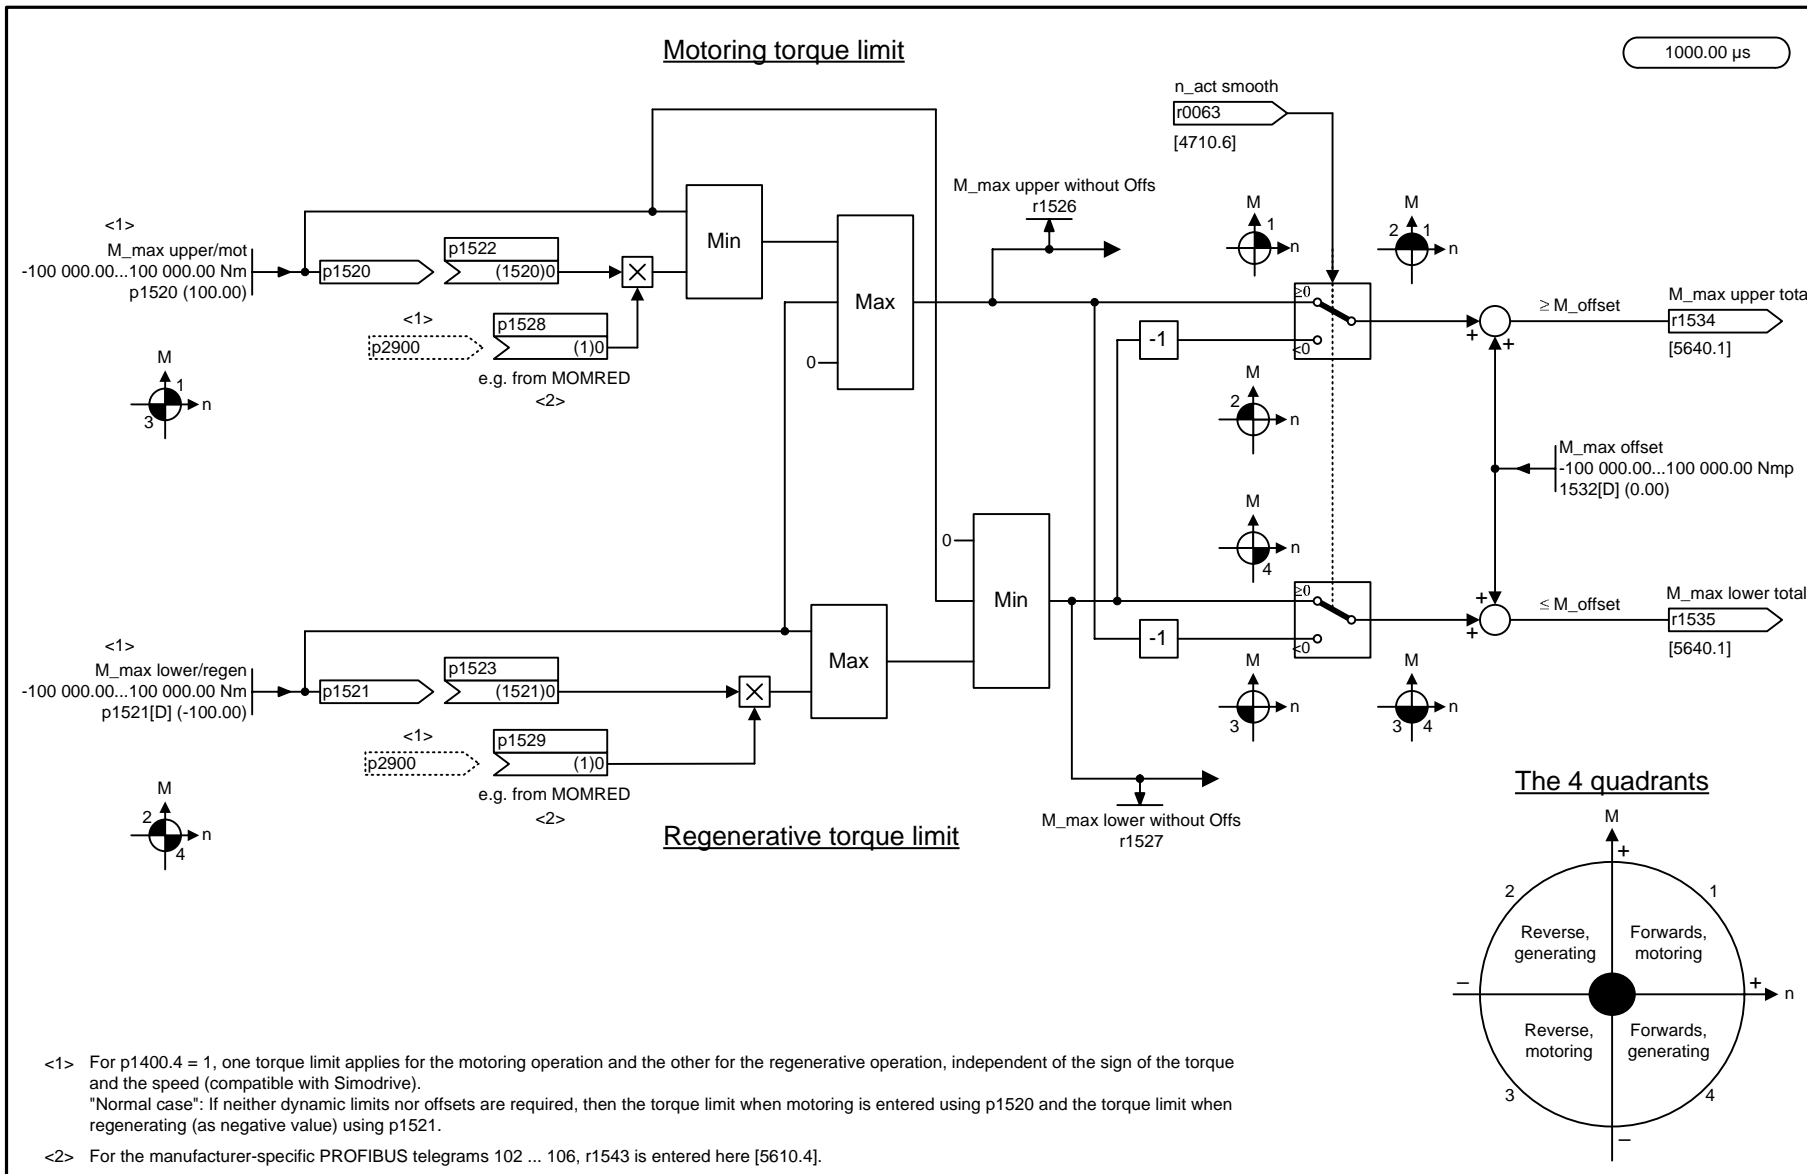 Motoring torque limit
1000.00 µs
n_act smooth
r0063
[4710.6]
M_max upper without Offs
r1526
<1>
M_max upper/mot
-100 000.00...100 000.00 Nm
p1520 (100.00)
p1520
p1522
(1520)0
Min
Max
0
<1>
p2900
p1528
(1)0
e.g. from MOMRED
<2>
M
1
n
3
M
1
n
M
2 1
n
≥0
<0
-1
+
+
≥ M_offset
M_max upper tota
r1534
[5640.1]
M
2
n
M_max offset
-100 000.00...100 000.00 Nmp
1532[D] (0.00)
M
n
4
0
Min
≥0
<0
-1
+
+
≤ M_offset
M_max lower total
r1535
[5640.1]
<1>
M_max lower/regen
-100 000.00...100 000.00 Nm
p1521[D] (-100.00)
p1521
p1523
(1521)0
Max
<1>
p2900
p1529
(1)0
e.g. from MOMRED
<2>
M
n
3
M
n
3 4
M
2
n
4
Regenerative torque limit
M_max lower without Offs
r1527
The 4 quadrants
M
+
2
1
Reverse,
generating
Forwards,
motoring
–
+
n
Reverse,
motoring
Forwards,
generating
3
4
–
<1> For p1400.4 = 1, one torque limit applies for the motoring operation and the other for the regenerative operation, independent of the sign of the torque
and the speed (compatible with Simodrive).
"Normal case": If neither dynamic limits nor offsets are required, then the torque limit when motoring is entered using p1520 and the torque limit when
regenerating (as negative value) using p1521.
<2> For the manufacturer-specific PROFIBUS telegrams 102 ... 106, r1543 is entered here [5610.4].